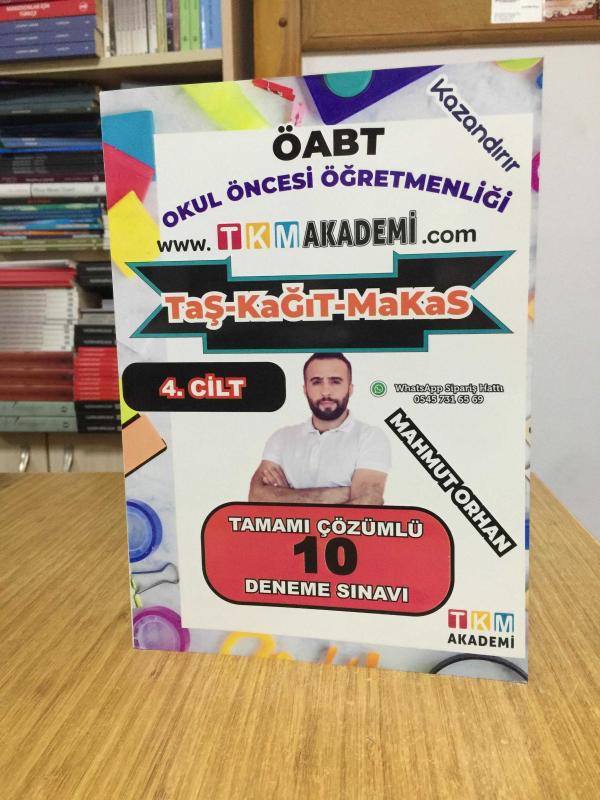 Kazandırır
ÖABT
OKUL ÖNCESİ ÖĞRETMENLİĞİ
www.TKMAKADEMİ.com
TaŞ-KaĞıT-MaKaS
4. CİLT
WhatsApp Sipariş Hattı
0545 731 65 69
MAHMUT ORHAN
TAMAMI ÇÖZÜMLÜ
10
DENEME SINAVI
TKM
AKADEMİ